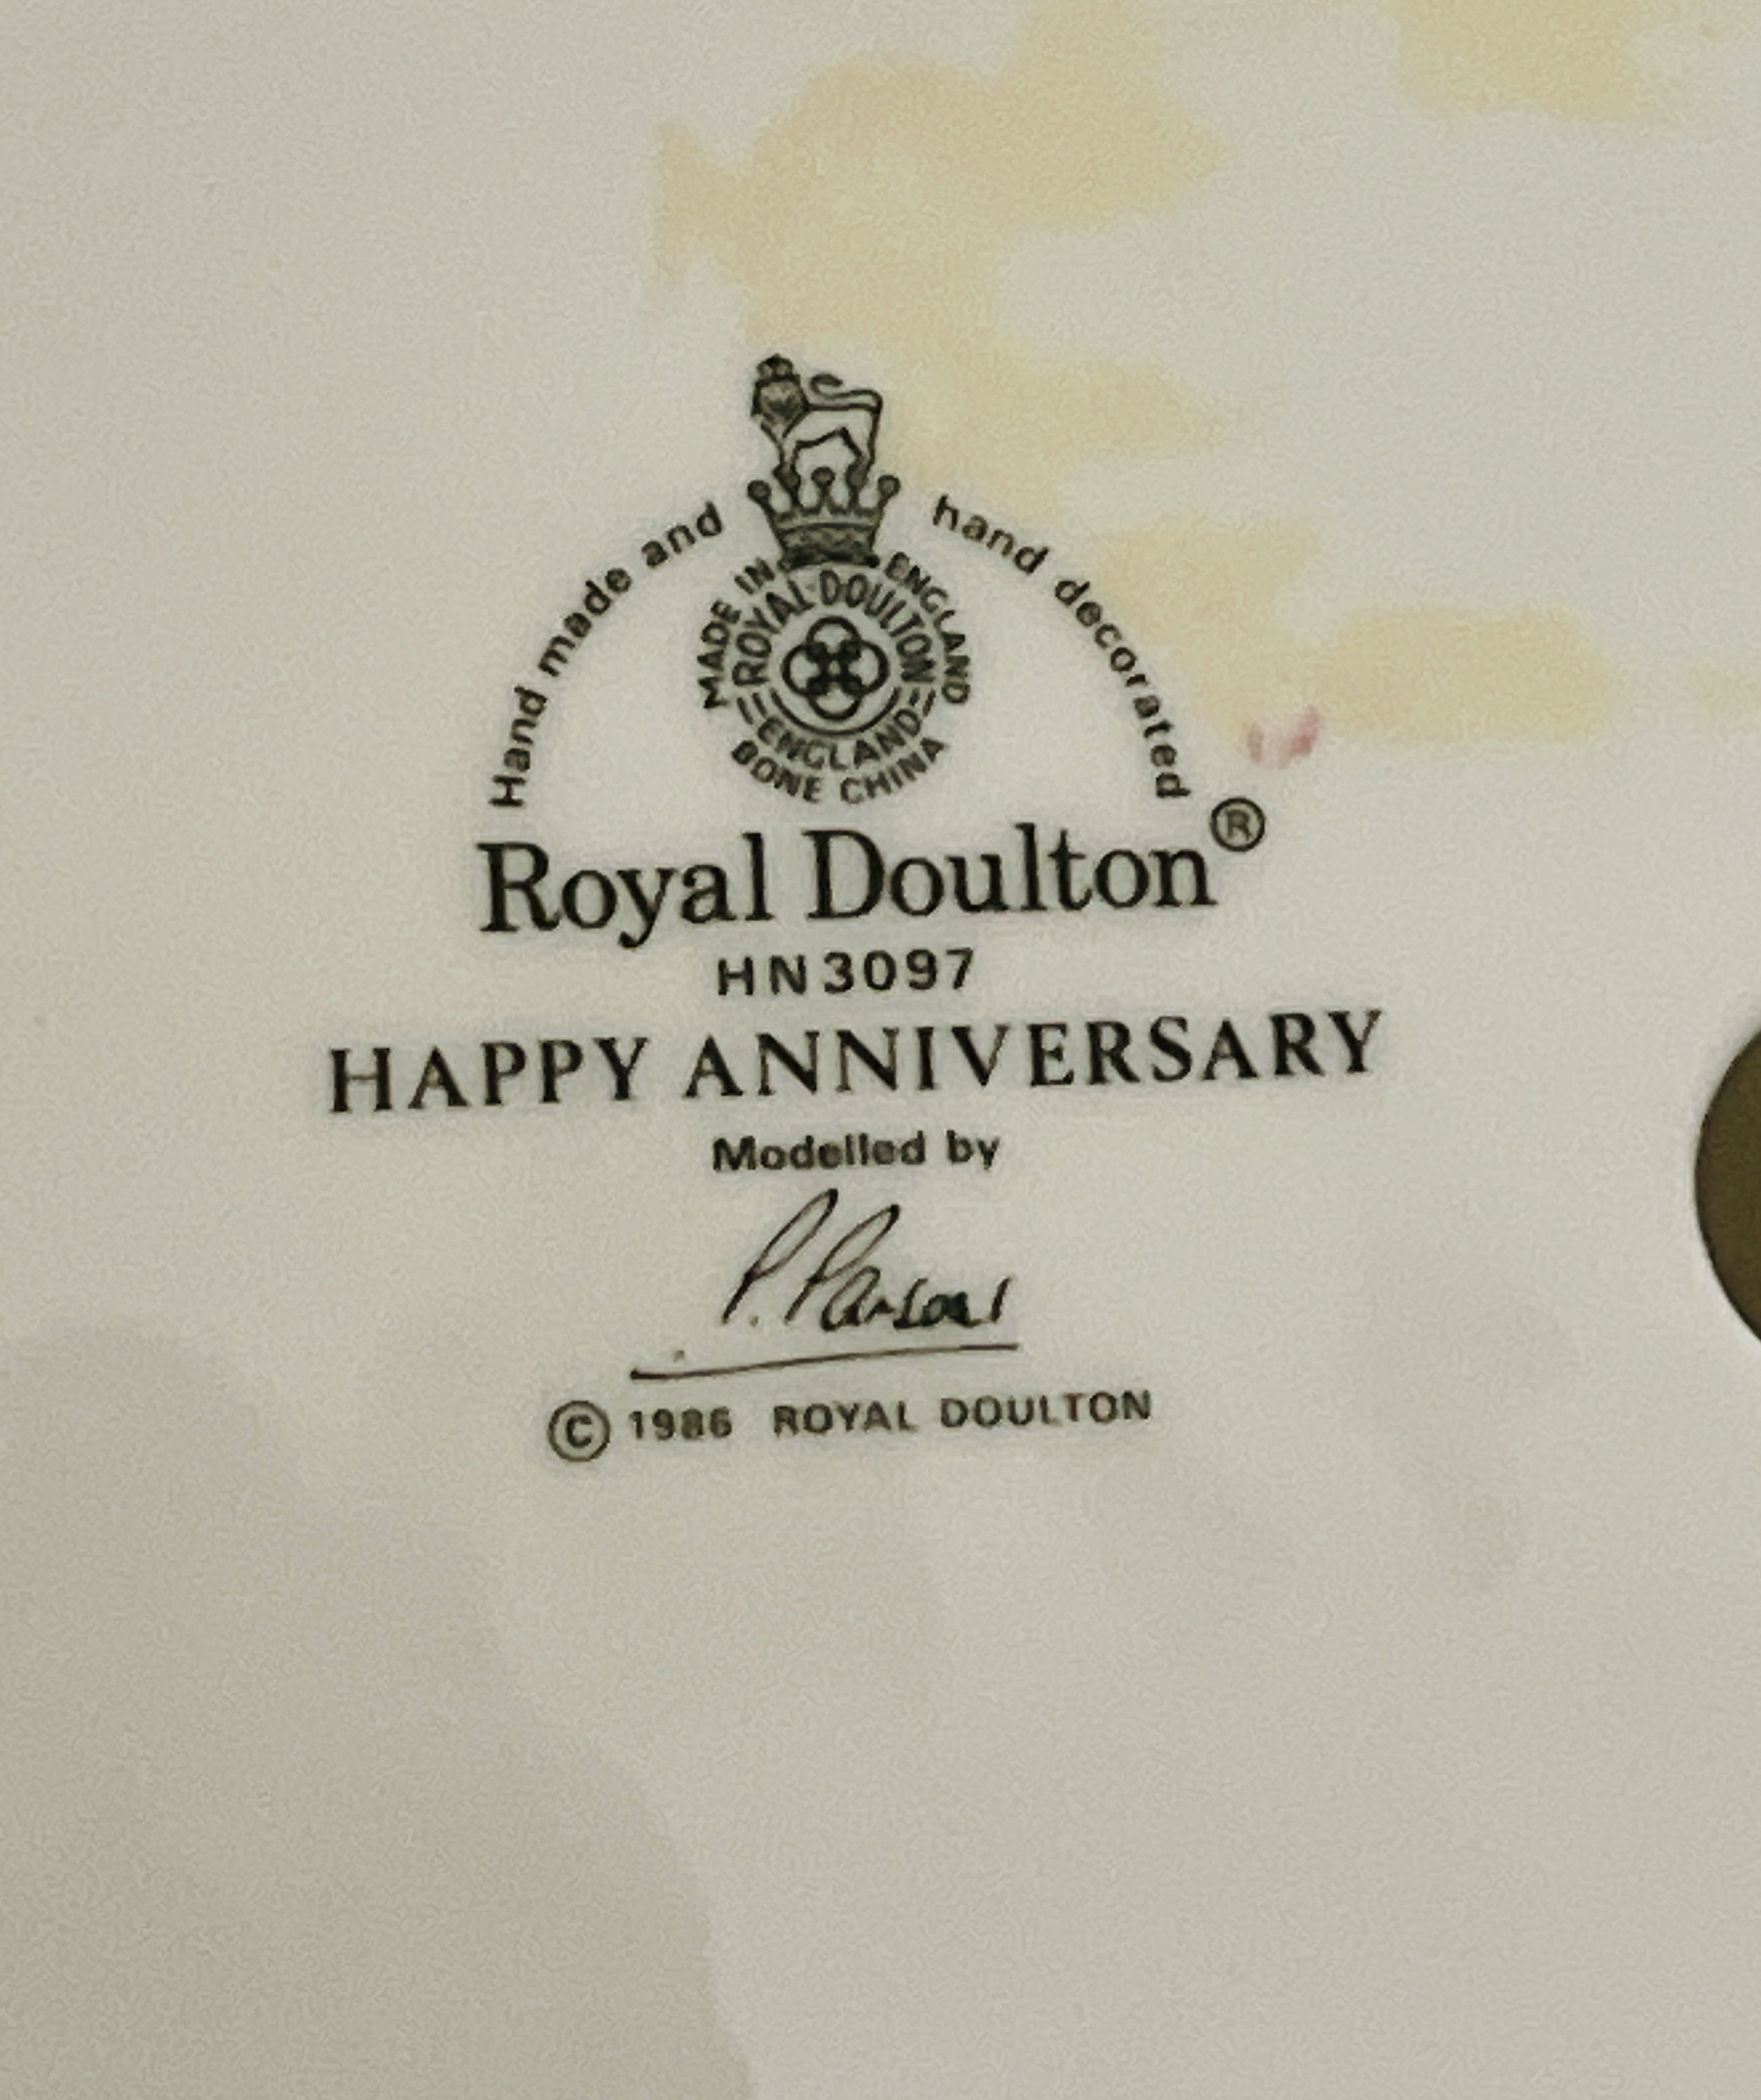 Hand made and hand decorated
MADE IN ENGLAND
ROYAL·DOULTON
ENGLAND
BONE CHINA
Royal Doulton®
HN3097
HAPPY ANNIVERSARY
Modelled by
P. Parsons
© 1986 ROYAL DOULTON